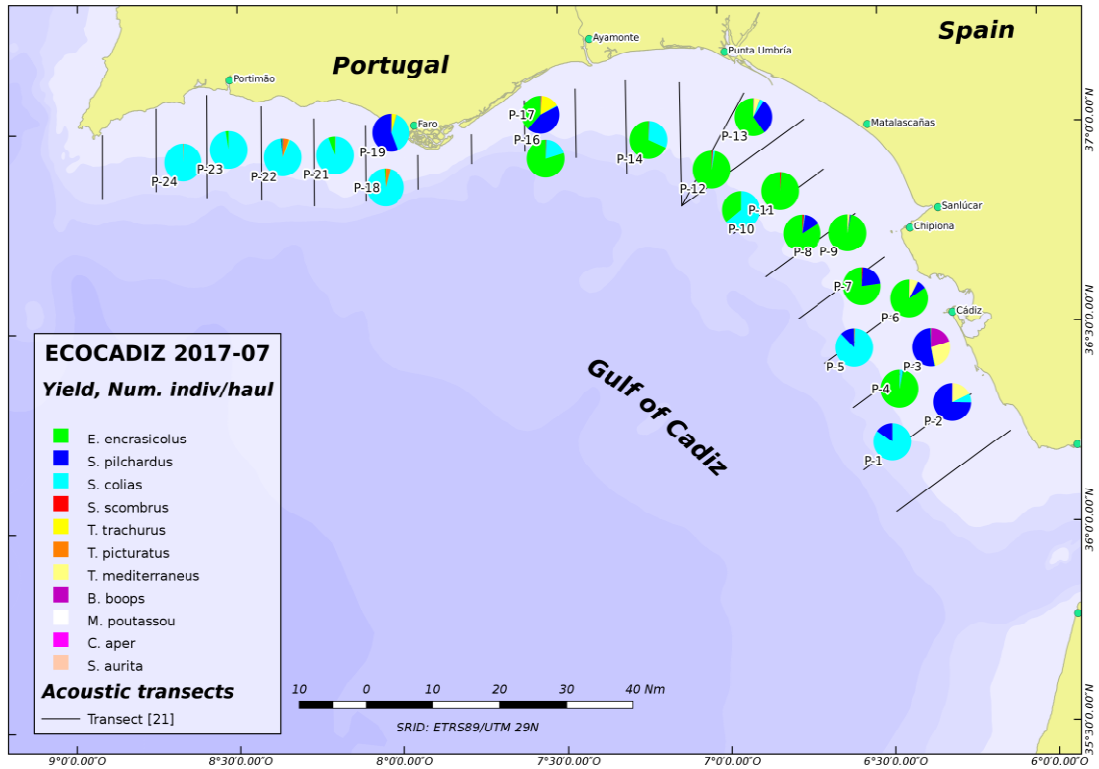 Spain
Portugal
Ayamonte
Punta Umbría
Portimão
Faro
Matalascañas
Sanlúcar
Chipiona
Cádiz
P-17
P-16
P-13
P-14
P-19
P-23
P-24
P-22
P-21
P-18
P-12
P-11
P-10
P-8
P-9
P-7
P-6
P-5
P-3
P-4
P-2
P-1
Gulf of Cadiz
ECOCADIZ 2017-07
Yield, Num. indiv/haul
E. encrasicolus
S. pilchardus
S. colias
S. scombrus
T. trachurus
T. picturatus
T. mediterraneus
B. boops
M. poutassou
C. aper
S. aurita
Acoustic transects
Transect [21]
10 0 10 20 30 40 Nm
SRID: ETRS89/UTM 29N
37°0'0.00"N
36°30'0.00"N
36°0'0.00"N
35°30'0.00"N
9°0'0.00"O
8°30'0.00"O
8°0'0.00"O
7°30'0.00"O
7°0'0.00"O
6°30'0.00"O
6°0'0.00"O